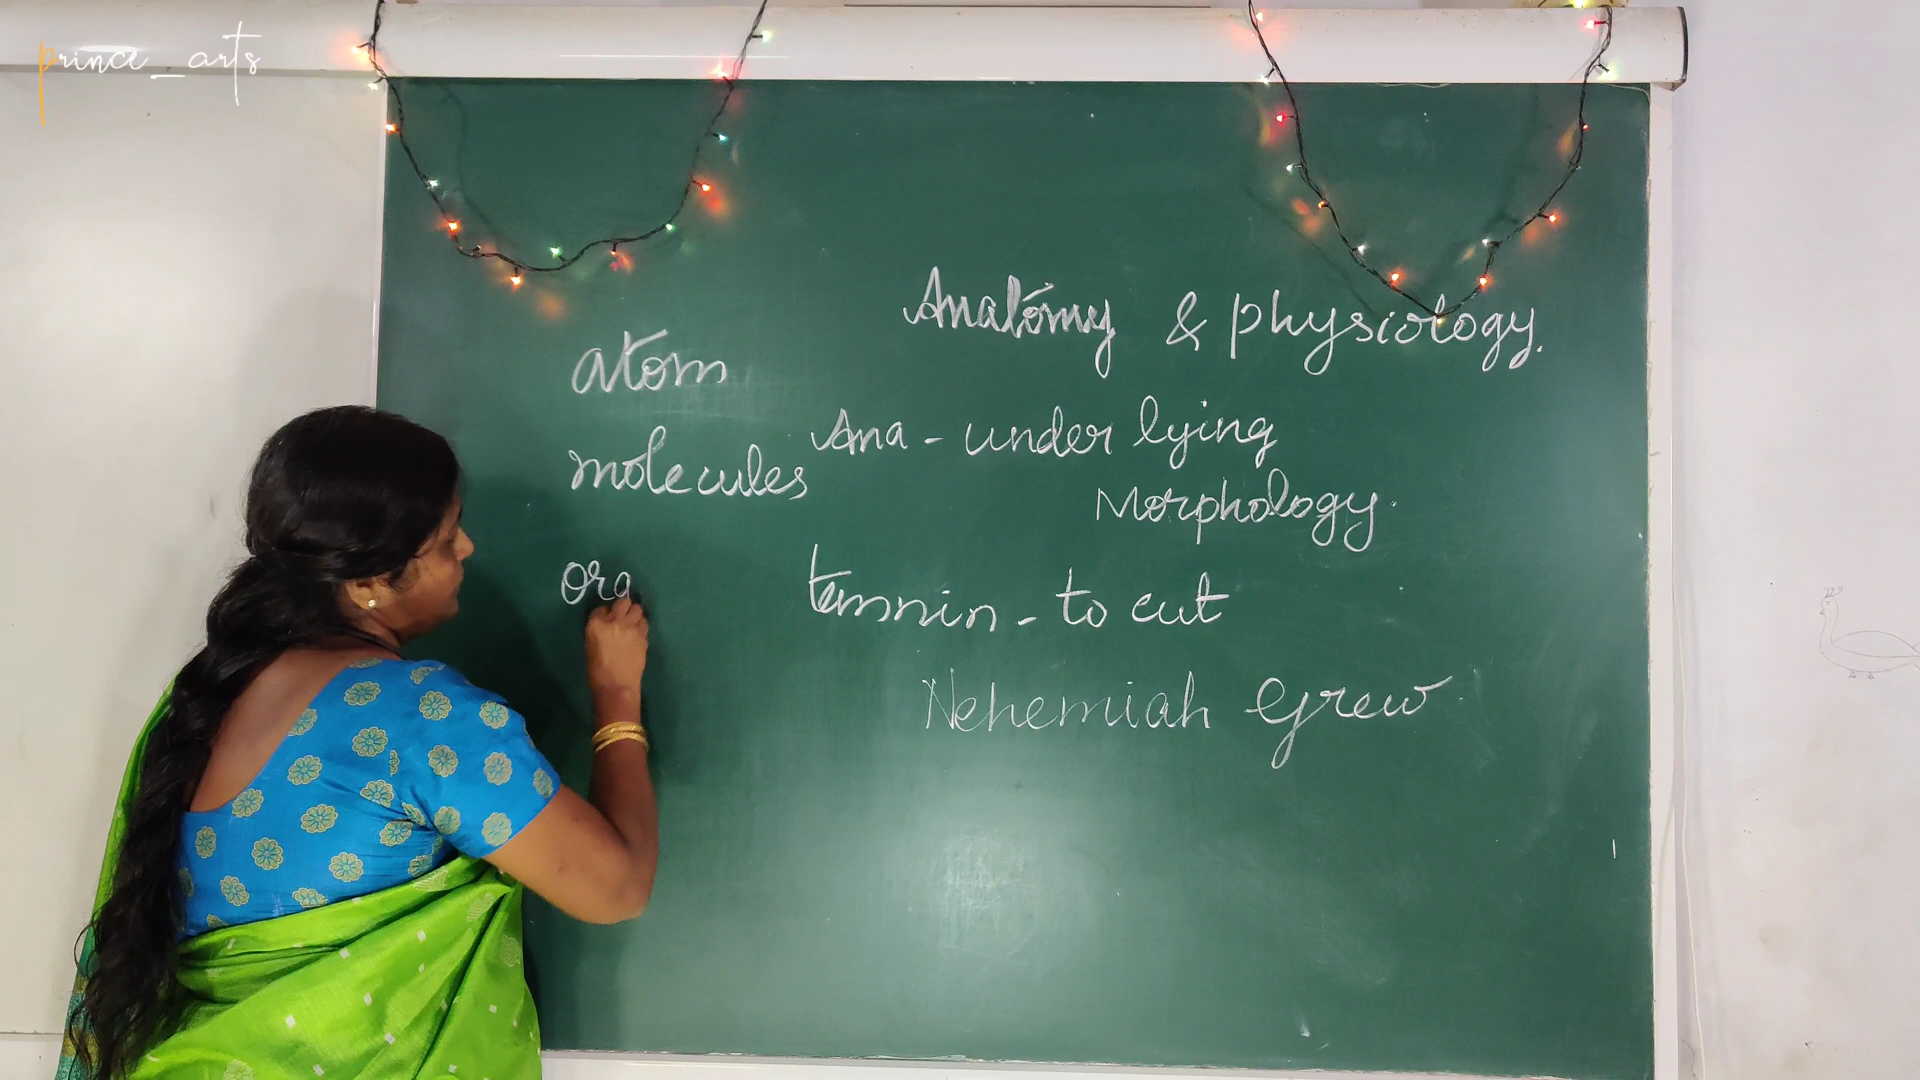 prince_arts
Anatomy & physiology.
atom
Ana - under lying
molecules
Morphology.
org
temnin - to cut
Nehemiah Grew